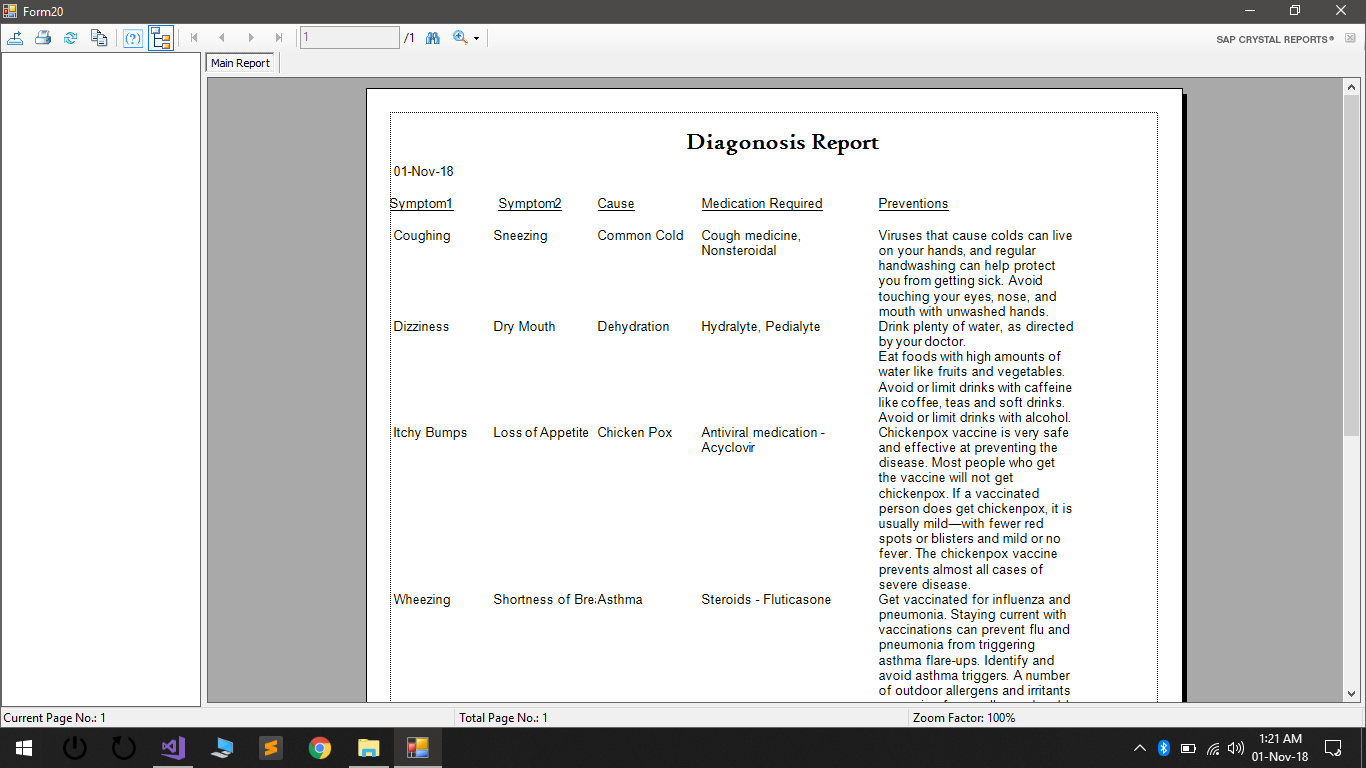 Form20
1 /1
SAP CRYSTAL REPORTS®
Main Report
Diagonosis Report
01-Nov-18
Symptom1 Symptom2 Cause Medication Required Preventions
Coughing Sneezing Common Cold Cough medicine, Viruses that cause colds can live
Nonsteroidal on your hands, and regular
handwashing can help protect
you from getting sick. Avoid
touching your eyes, nose, and
mouth with unwashed hands.
Dizziness Dry Mouth Dehydration Hydralyte, Pedialyte Drink plenty of water, as directed
by your doctor.
Eat foods with high amounts of
water like fruits and vegetables.
Avoid or limit drinks with caffeine
like coffee, teas and soft drinks.
Avoid or limit drinks with alcohol.
Itchy Bumps Loss of Appetite Chicken Pox Antiviral medication - Chickenpox vaccine is very safe
Acyclovir and effective at preventing the
disease. Most people who get
the vaccine will not get
chickenpox. If a vaccinated
person does get chickenpox, it is
usually mild—with fewer red
spots or blisters and mild or no
fever. The chickenpox vaccine
prevents almost all cases of
severe disease.
Wheezing Shortness of Bre Asthma Steroids - Fluticasone Get vaccinated for influenza and
pneumonia. Staying current with
vaccinations can prevent flu and
pneumonia from triggering
asthma flare-ups. Identify and
avoid asthma triggers. A number
of outdoor allergens and irritants
Current Page No.: 1 Total Page No.: 1 Zoom Factor: 100%
1:21 AM
01-Nov-18